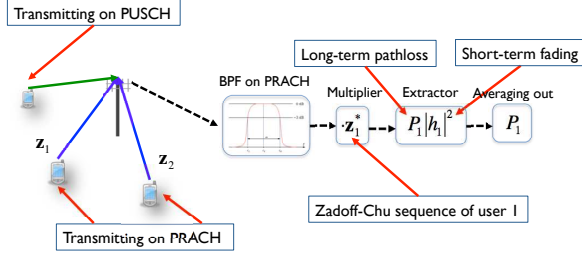 Transmitting on PUSCH
Long-term pathloss
Short-term fading
BPF on PRACH
Multiplier
Extractor
Averaging out
z₁
z₂
·z₁*
P₁|h₁|²
P₁
Zadoff-Chu sequence of user 1
Transmitting on PRACH